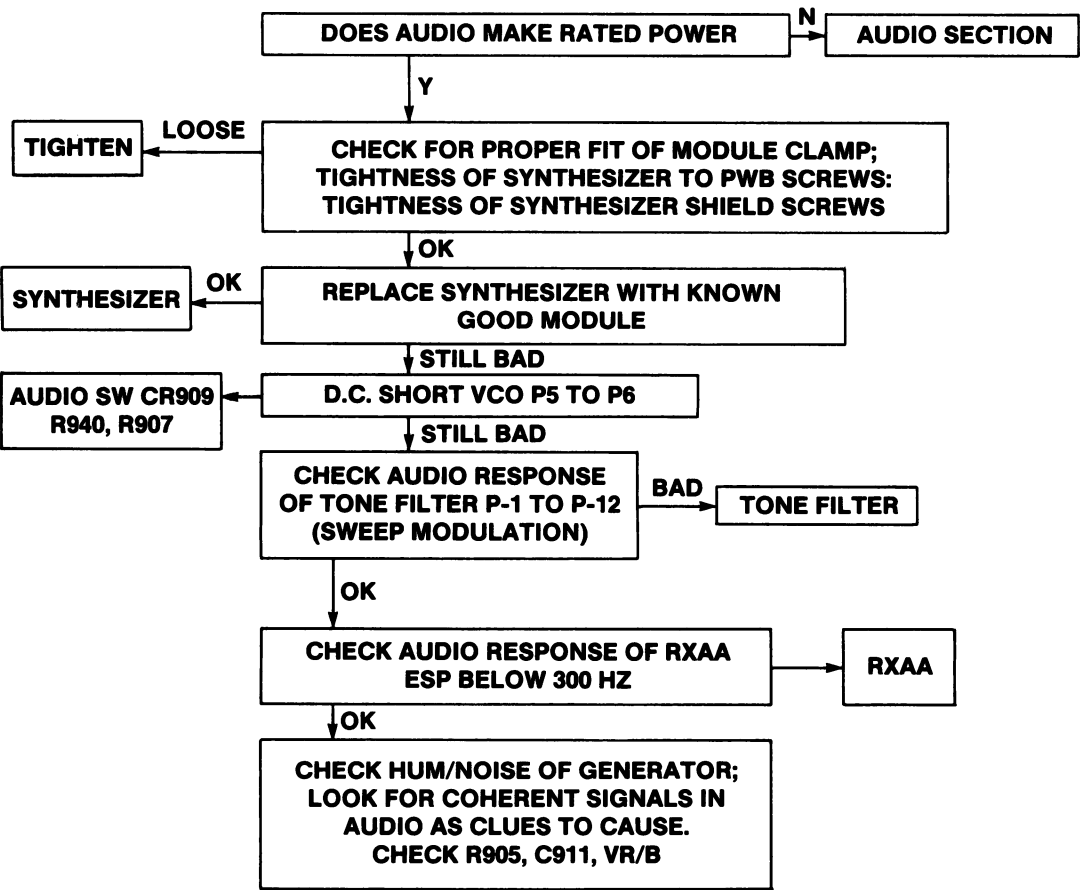 DOES AUDIO MAKE RATED POWER
N
AUDIO SECTION
Y
TIGHTEN
LOOSE
CHECK FOR PROPER FIT OF MODULE CLAMP;
TIGHTNESS OF SYNTHESIZER TO PWB SCREWS:
TIGHTNESS OF SYNTHESIZER SHIELD SCREWS
OK
SYNTHESIZER
OK
REPLACE SYNTHESIZER WITH KNOWN
GOOD MODULE
STILL BAD
AUDIO SW CR909
R940, R907
D.C. SHORT VCO P5 TO P6
STILL BAD
CHECK AUDIO RESPONSE
OF TONE FILTER P-1 TO P-12
(SWEEP MODULATION)
BAD
TONE FILTER
OK
CHECK AUDIO RESPONSE OF RXAA
ESP BELOW 300 HZ
RXAA
OK
CHECK HUM/NOISE OF GENERATOR;
LOOK FOR COHERENT SIGNALS IN
AUDIO AS CLUES TO CAUSE.
CHECK R905, C911, VR/B